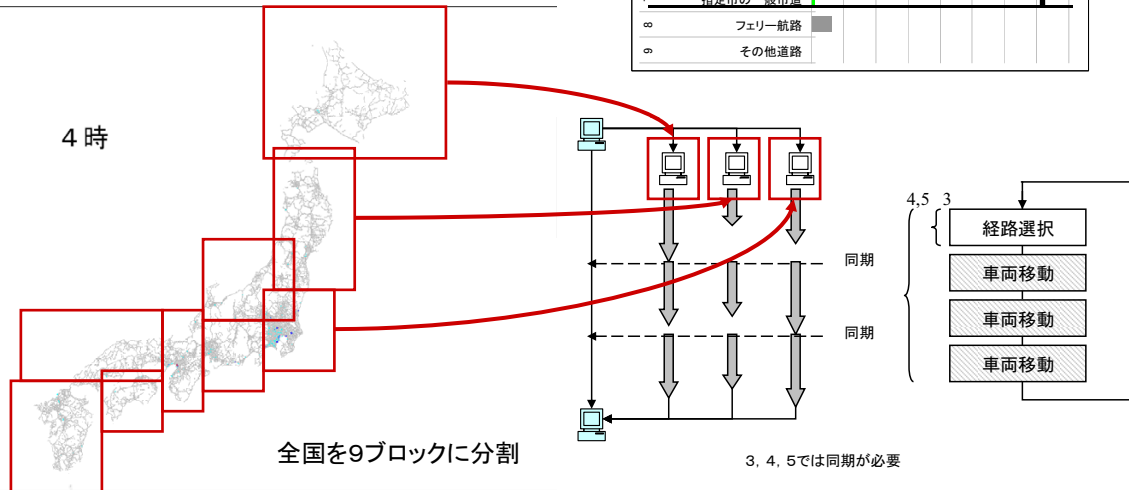 指定市の一般市道
8 フェリー航路
9 その他道路
4時
4,5 3
経路選択
同期
車両移動
車両移動
同期
車両移動
全国を9ブロックに分割
3, 4, 5では同期が必要